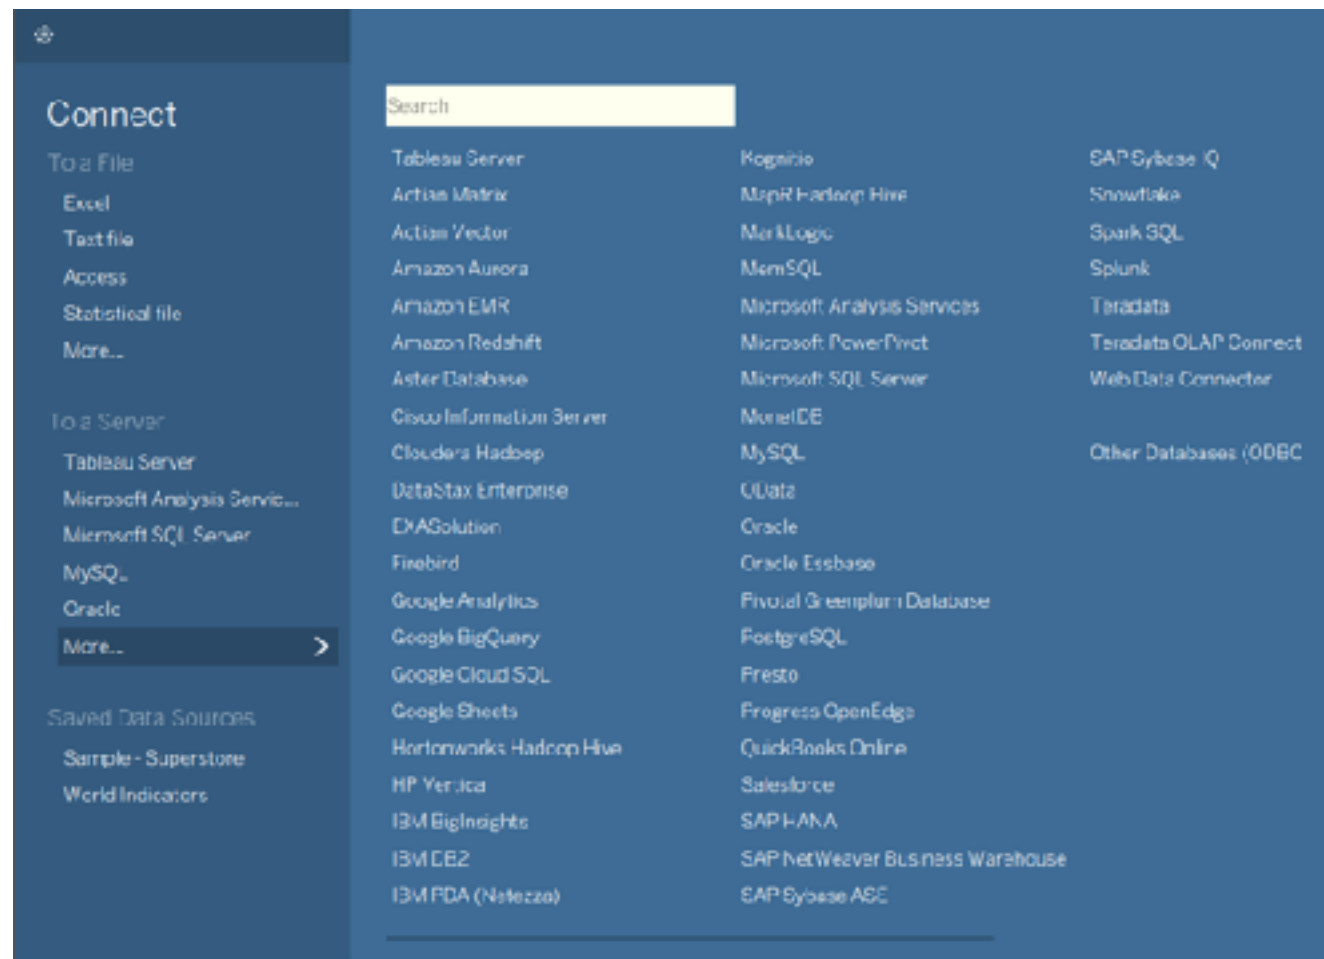 Connect
To a File
Excel
Text file
Access
Statistical file
More...
To a Server
Tableau Server
Microsoft Analysis Servic...
Microsoft SQL Server
MySQL
Oracle
More...
Saved Data Sources
Sample - Superstore
World Indicators
Search
Tableau Server
Actian Matrix
Actian Vector
Amazon Aurora
Amazon EMR
Amazon Redshift
Aster Database
Cisco Information Server
Cloudera Hadoop
DataStax Enterprise
EXASolution
Firebird
Google Analytics
Google BigQuery
Google Cloud SQL
Google Sheets
Hortonworks Hadoop Hive
HP Vertica
IBM BigInsights
IBM DB2
IBM PDA (Netezza)
Kognitio
MapR Hadoop Hive
MarkLogic
MemSQL
Microsoft Analysis Services
Microsoft PowerPivot
Microsoft SQL Server
MonetDB
MySQL
OData
Oracle
Oracle Essbase
Pivotal Greenplum Database
PostgreSQL
Presto
Progress OpenEdge
QuickBooks Online
Salesforce
SAP HANA
SAP NetWeaver Business Warehouse
SAP Sybase ASE
SAP Sybase IQ
Snowflake
Spark SQL
Splunk
Teradata
Teradata OLAP Connect
Web Data Connector
Other Databases (ODBC